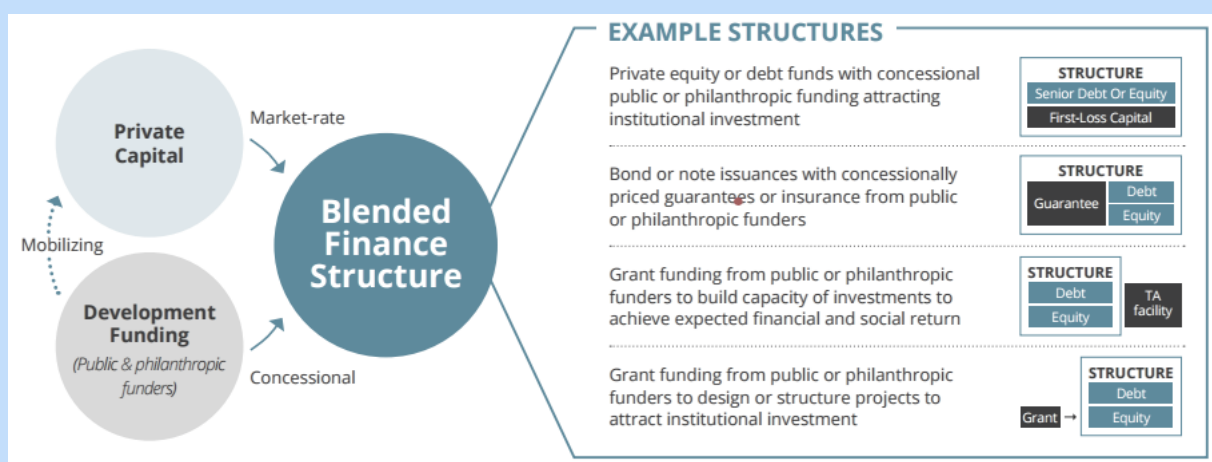 Private
Capital
Market-rate
Mobilizing
Development
Funding
(Public & philanthropic
funders)
Concessional
Blended
Finance
Structure
EXAMPLE STRUCTURES
Private equity or debt funds with concessional
public or philanthropic funding attracting
institutional investment
STRUCTURE
Senior Debt Or Equity
First-Loss Capital
Bond or note issuances with concessionally
priced guarantees or insurance from public
or philanthropic funders
STRUCTURE
Guarantee
Debt
Equity
Grant funding from public or philanthropic
funders to build capacity of investments to
achieve expected financial and social return
STRUCTURE
Debt
Equity
TA
facility
Grant funding from public or philanthropic
funders to design or structure projects to
attract institutional investment
STRUCTURE
Debt
Grant →
Equity